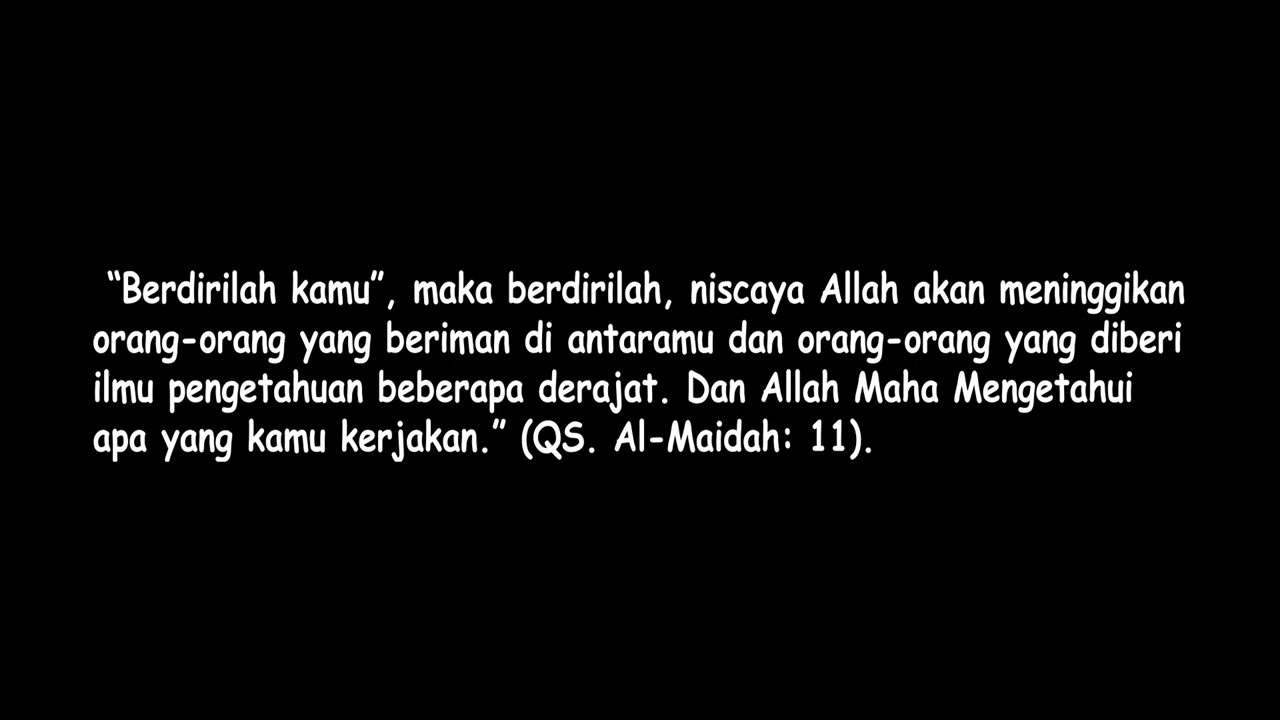 “Berdirilah kamu”, maka berdirilah, niscaya Allah akan meninggikan
orang-orang yang beriman di antaramu dan orang-orang yang diberi
ilmu pengetahuan beberapa derajat. Dan Allah Maha Mengetahui
apa yang kamu kerjakan.” (QS. Al-Maidah: 11).